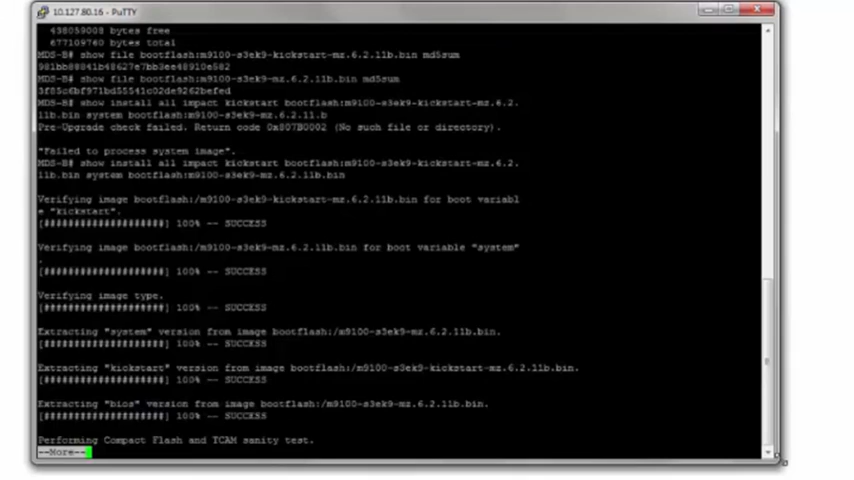 10.127.80.16 - PuTTY
438059008 bytes free
677109760 bytes total
MDS-B# show file bootflash:m9100-s3ek9-kickstart-mz.6.2.11b.bin md5sum
981bb88841b48627e7bb3ee48910e582
MDS-B# show file bootflash:m9100-s3ek9-mz.6.2.11b.bin md5sum
3f85c6bf971bd55541c02de9262befed
MDS-B# show install all impact kickstart bootflash:m9100-s3ek9-kickstart-mz.6.2.
11b.bin system bootflash:m9100-s3ek9-mz.6.2.11.b
Pre-Upgrade check failed. Return code 0x807B0002 (No such file or directory).
"Failed to process system image".
MDS-B# show install all impact kickstart bootflash:m9100-s3ek9-kickstart-mz.6.2.
11b.bin system bootflash:m9100-s3ek9-mz.6.2.11b.bin
Verifying image bootflash:/m9100-s3ek9-kickstart-mz.6.2.11b.bin for boot variabl
e "kickstart".
[####################] 100% -- SUCCESS
Verifying image bootflash:/m9100-s3ek9-mz.6.2.11b.bin for boot variable "system"
.
[####################] 100% -- SUCCESS
Verifying image type.
[####################] 100% -- SUCCESS
Extracting "system" version from image bootflash:/m9100-s3ek9-mz.6.2.11b.bin.
[####################] 100% -- SUCCESS
Extracting "kickstart" version from image bootflash:/m9100-s3ek9-kickstart-mz.6.2.11b.bin.
[####################] 100% -- SUCCESS
Extracting "bios" version from image bootflash:/m9100-s3ek9-mz.6.2.11b.bin.
[####################] 100% -- SUCCESS
Performing Compact Flash and TCAM sanity test.
--More--